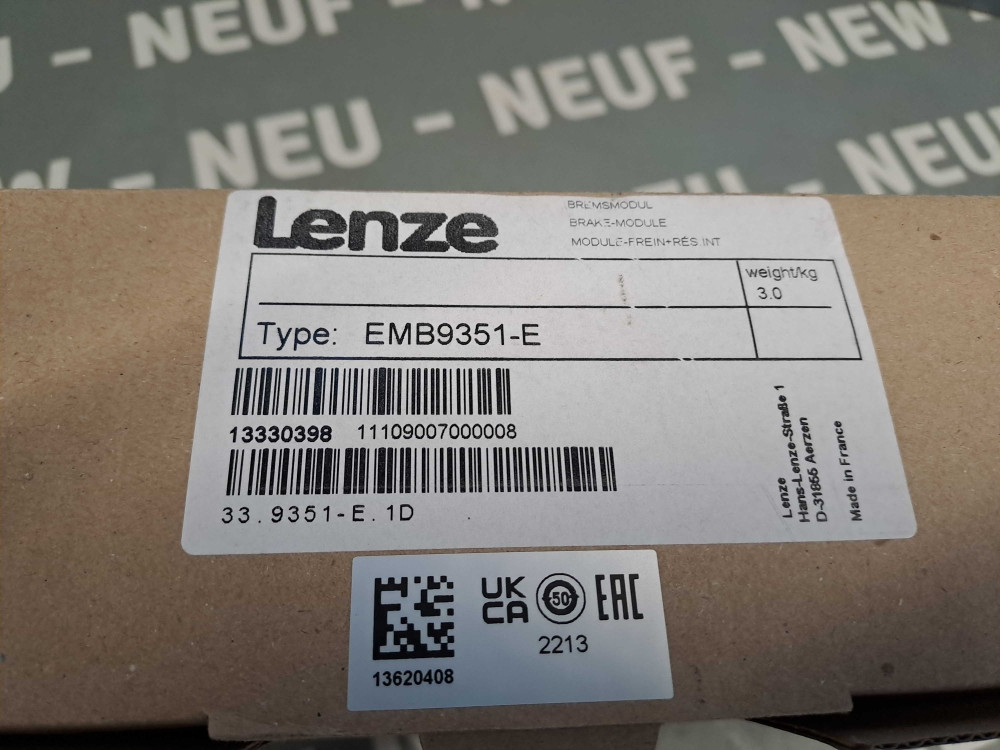 U - NEUF -
NEU - NEUF - NEW -
W - NEU - NEUF
NEU
Lenze
BREMSMODUL
BRAKE-MODULE
MODULE-FREIN+RÉS.INT
weight/kg
3.0
Type: EMB9351-E
13330398 11109007000008
33.9351-E.1D
Lenze
Hans-Lenze-Straße 1
D-31855 Aerzen
Made in France
UK
CA
50
EAC
2213
13620408